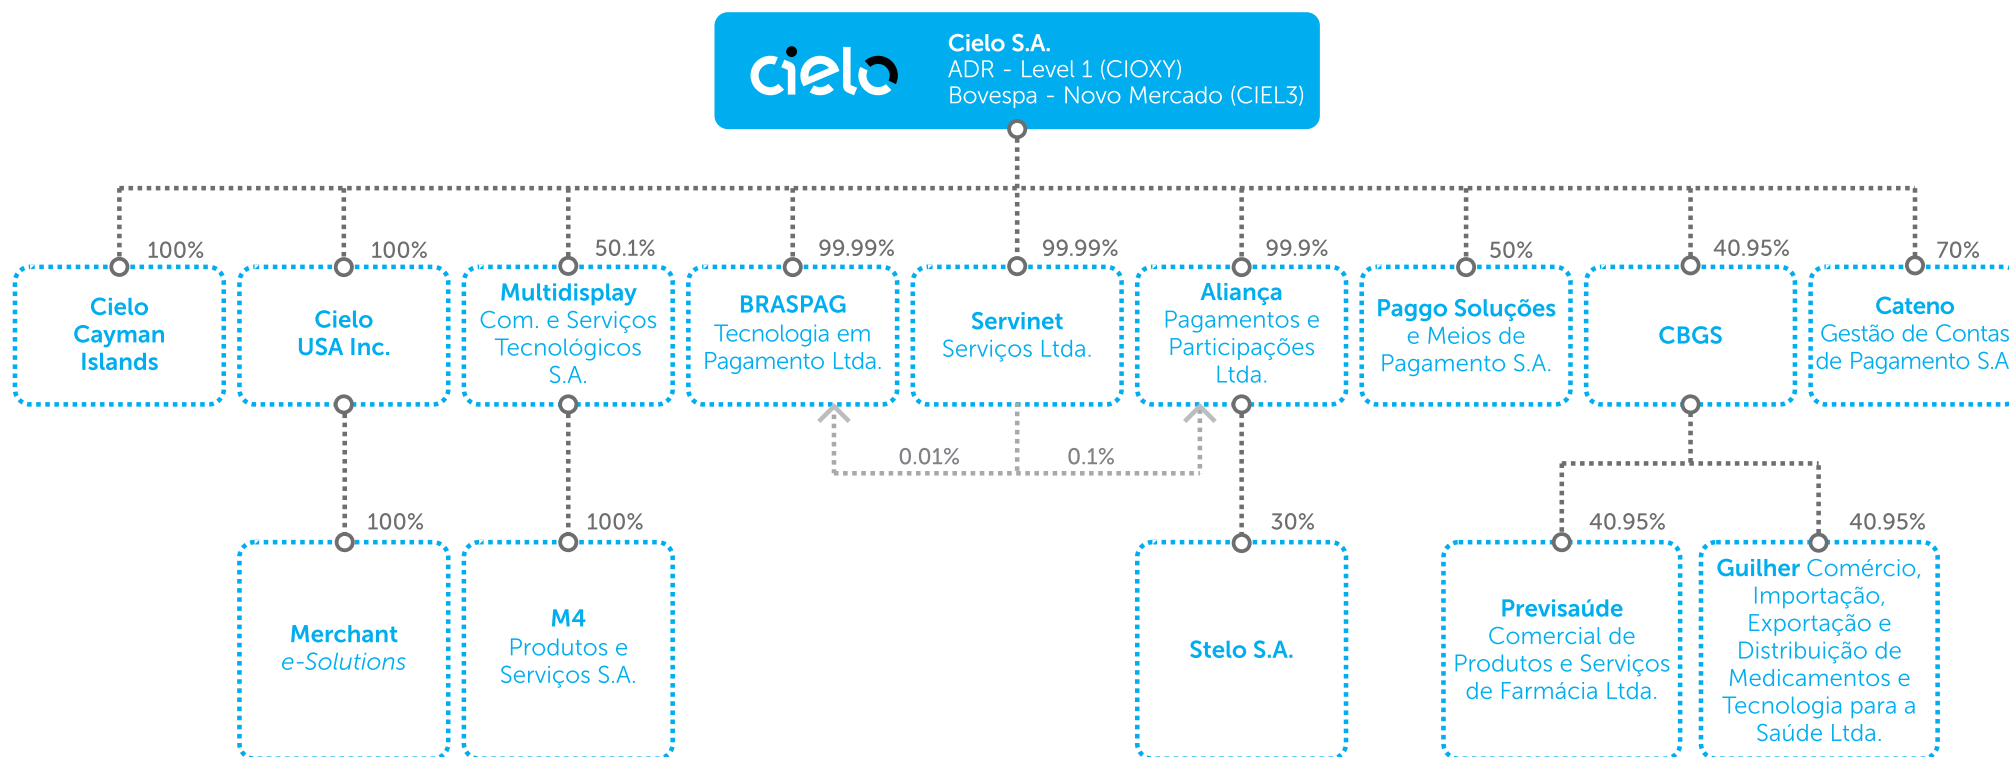 cielo
Cielo S.A.
ADR - Level 1 (CIOXY)
Bovespa - Novo Mercado (CIEL3)
100%
100%
50.1%
99.99%
99.99%
99.9%
50%
40.95%
70%
Cielo
Cayman
Islands
Cielo
USA Inc.
Multidisplay
Com. e Serviços
Tecnológicos
S.A.
BRASPAG
Tecnologia em
Pagamento Ltda.
Servinet
Serviços Ltda.
Aliança
Pagamentos e
Participações
Ltda.
Paggo Soluções
e Meios de
Pagamento S.A.
CBGS
Cateno
Gestão de Contas
de Pagamento S.A
0.01%
0.1%
100%
100%
30%
40.95%
40.95%
Merchant
e-Solutions
M4
Produtos e
Serviços S.A.
Stelo S.A.
Previsaúde
Comercial de
Produtos e Serviços
de Farmácia Ltda.
Guilher Comércio,
Importação,
Exportação e
Distribuição de
Medicamentos e
Tecnologia para a
Saúde Ltda.